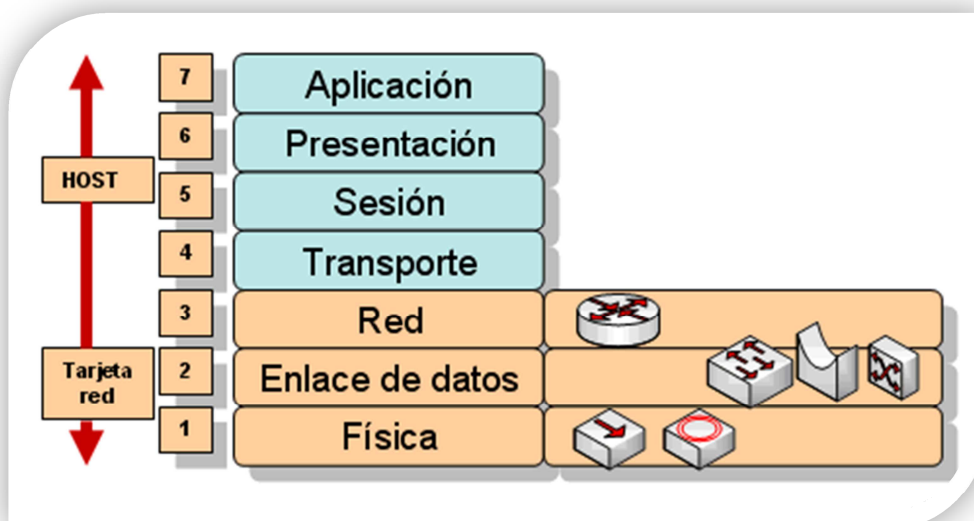 7
Aplicación
6
Presentación
HOST
5
Sesión
4
Transporte
3
Red
Tarjeta
red
2
Enlace de datos
1
Física